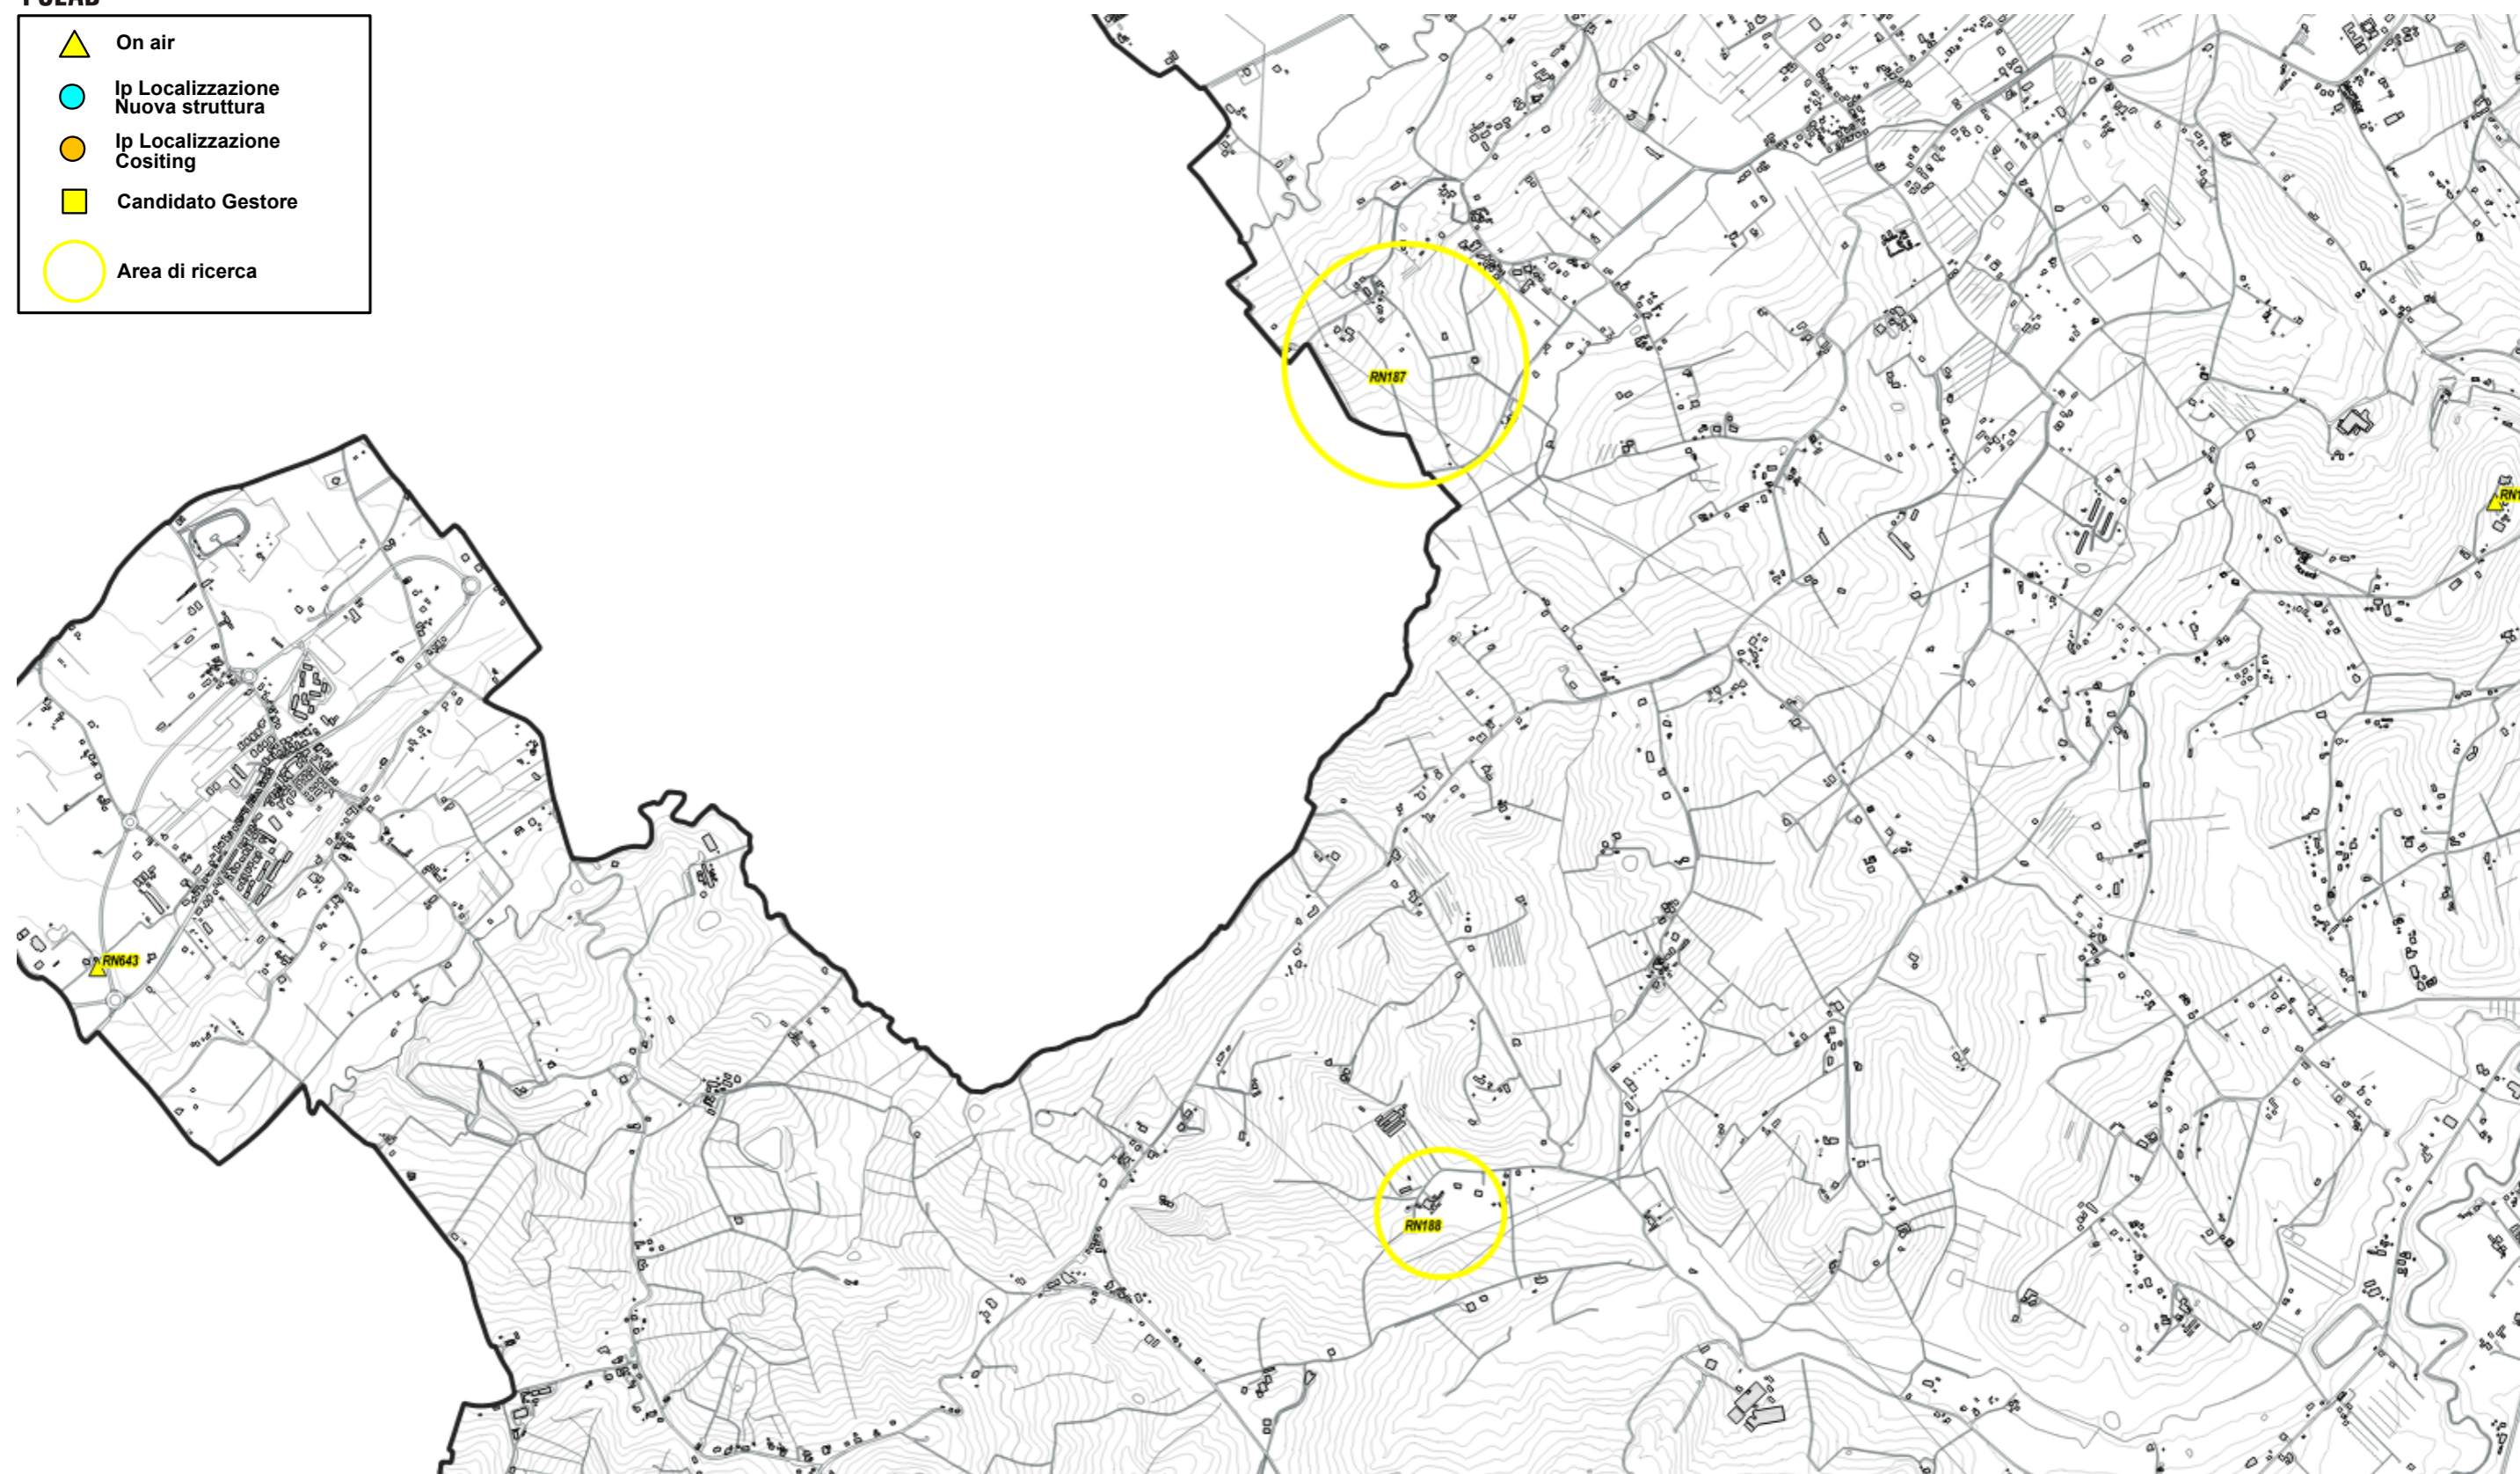 On air
Ip Localizzazione
Nuova struttura
Ip Localizzazione
Cositing
Candidato Gestore
Area di ricerca
RN187
RN643
RN188